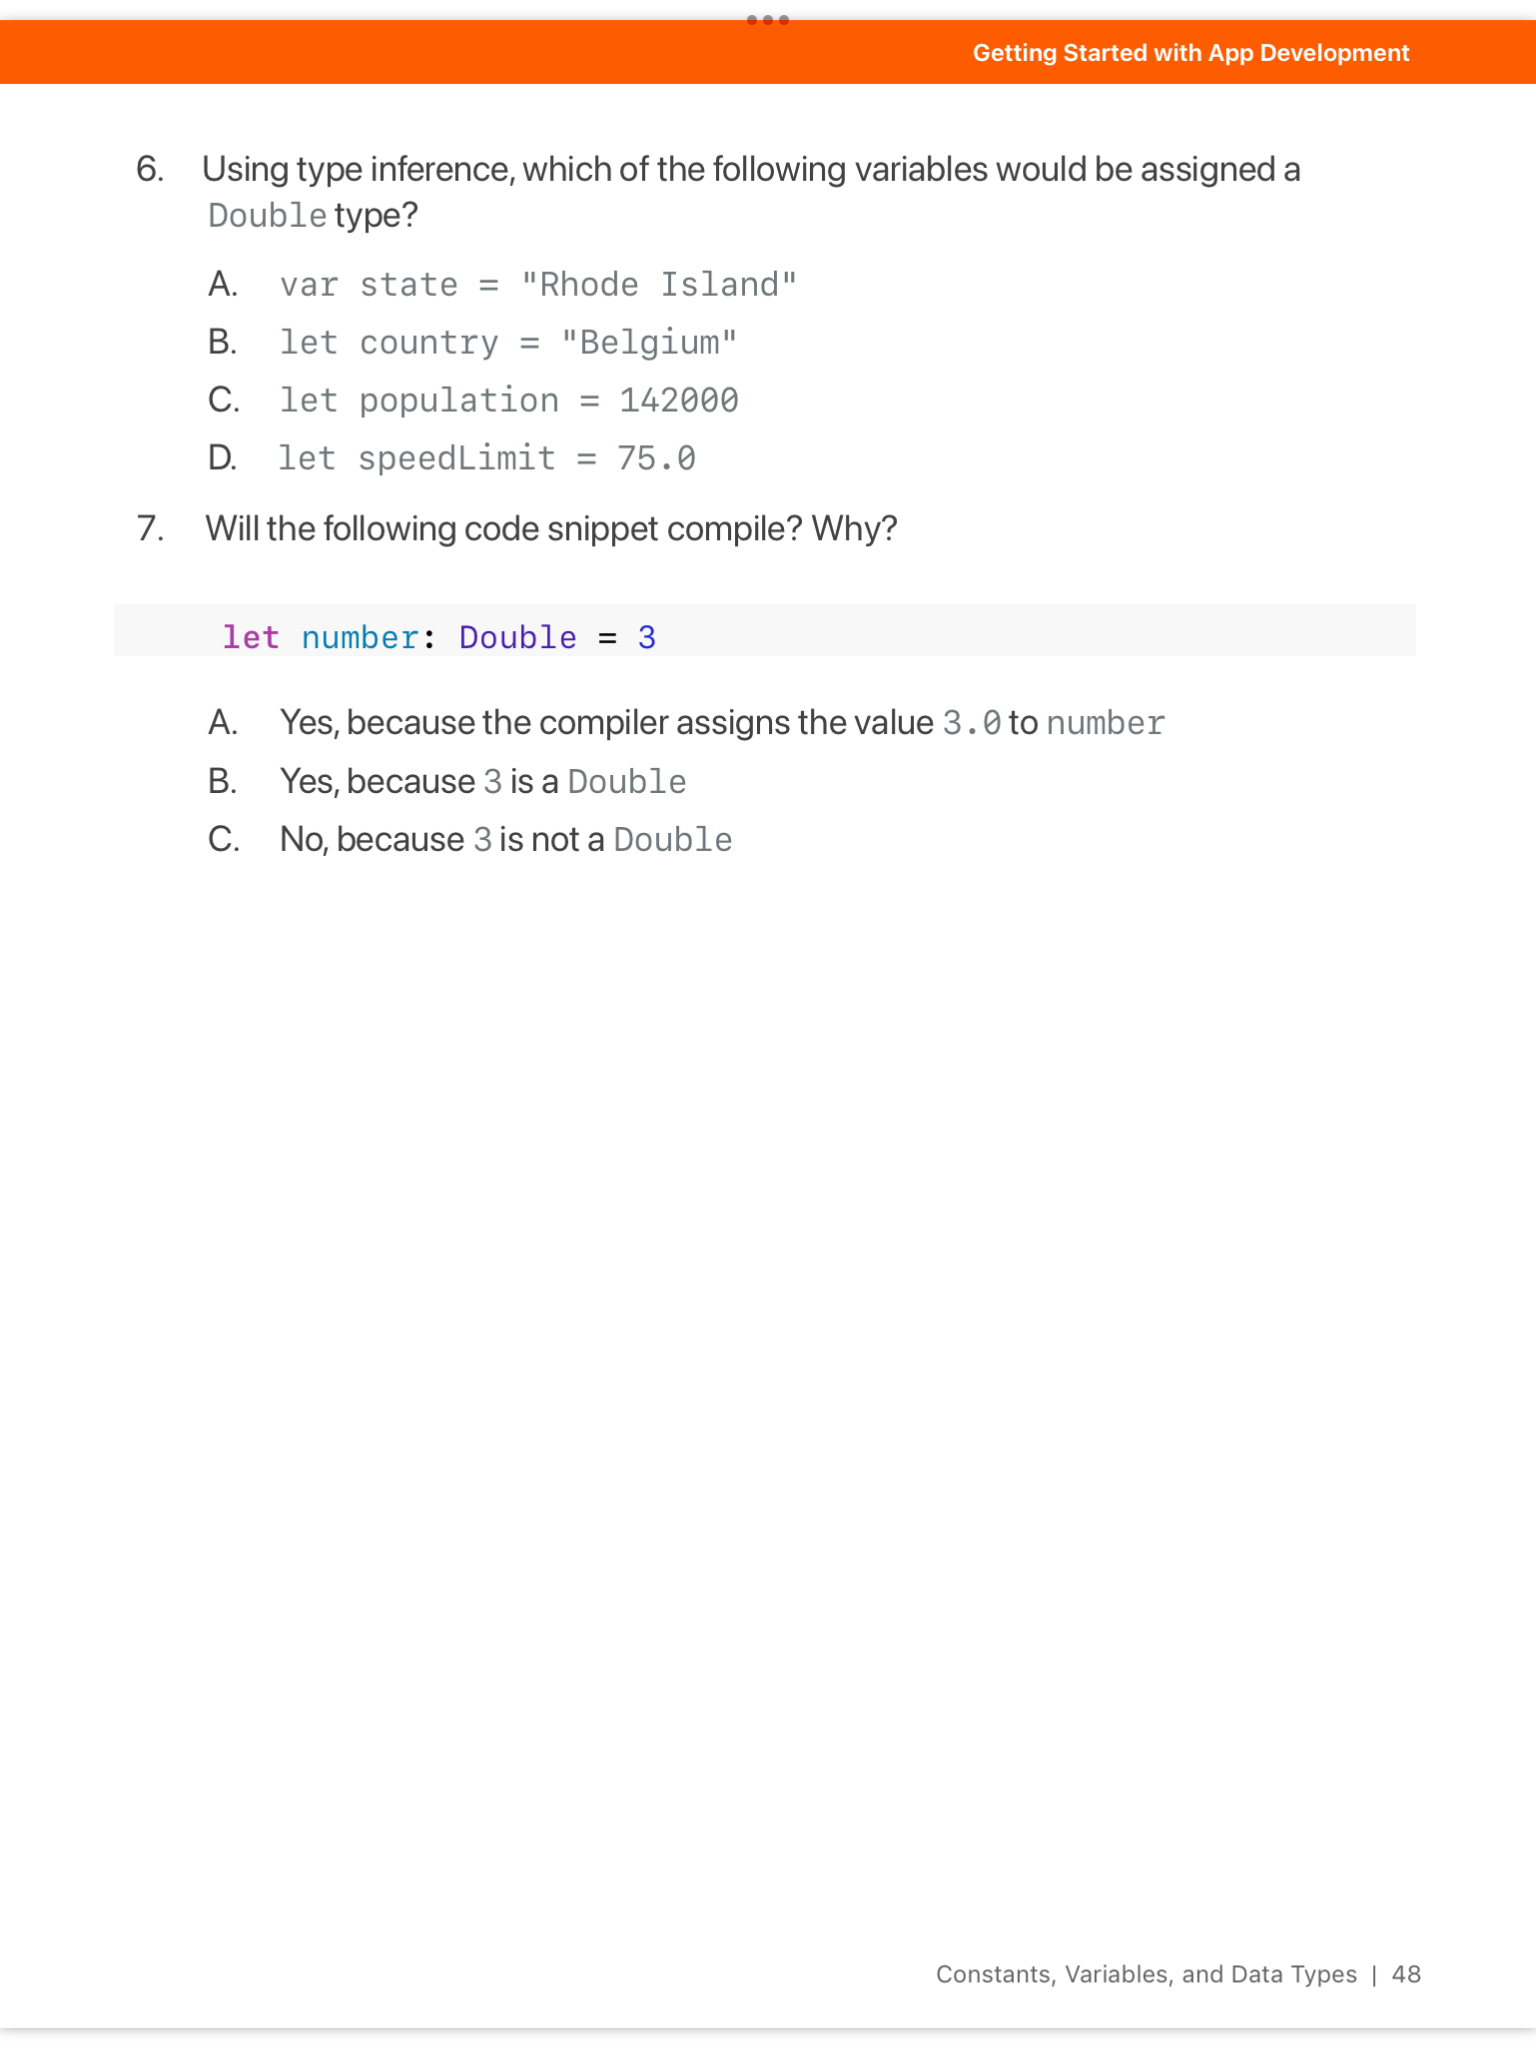 Getting Started with App Development
6. Using type inference, which of the following variables would be assigned a
Double type?
A. var state = "Rhode Island"
B. let country = "Belgium"
C. let population = 142000
D. let speedLimit = 75.0
7. Will the following code snippet compile? Why?
let number: Double = 3
A. Yes, because the compiler assigns the value 3.0 to number
B. Yes, because 3 is a Double
C. No, because 3 is not a Double
Constants, Variables, and Data Types | 48